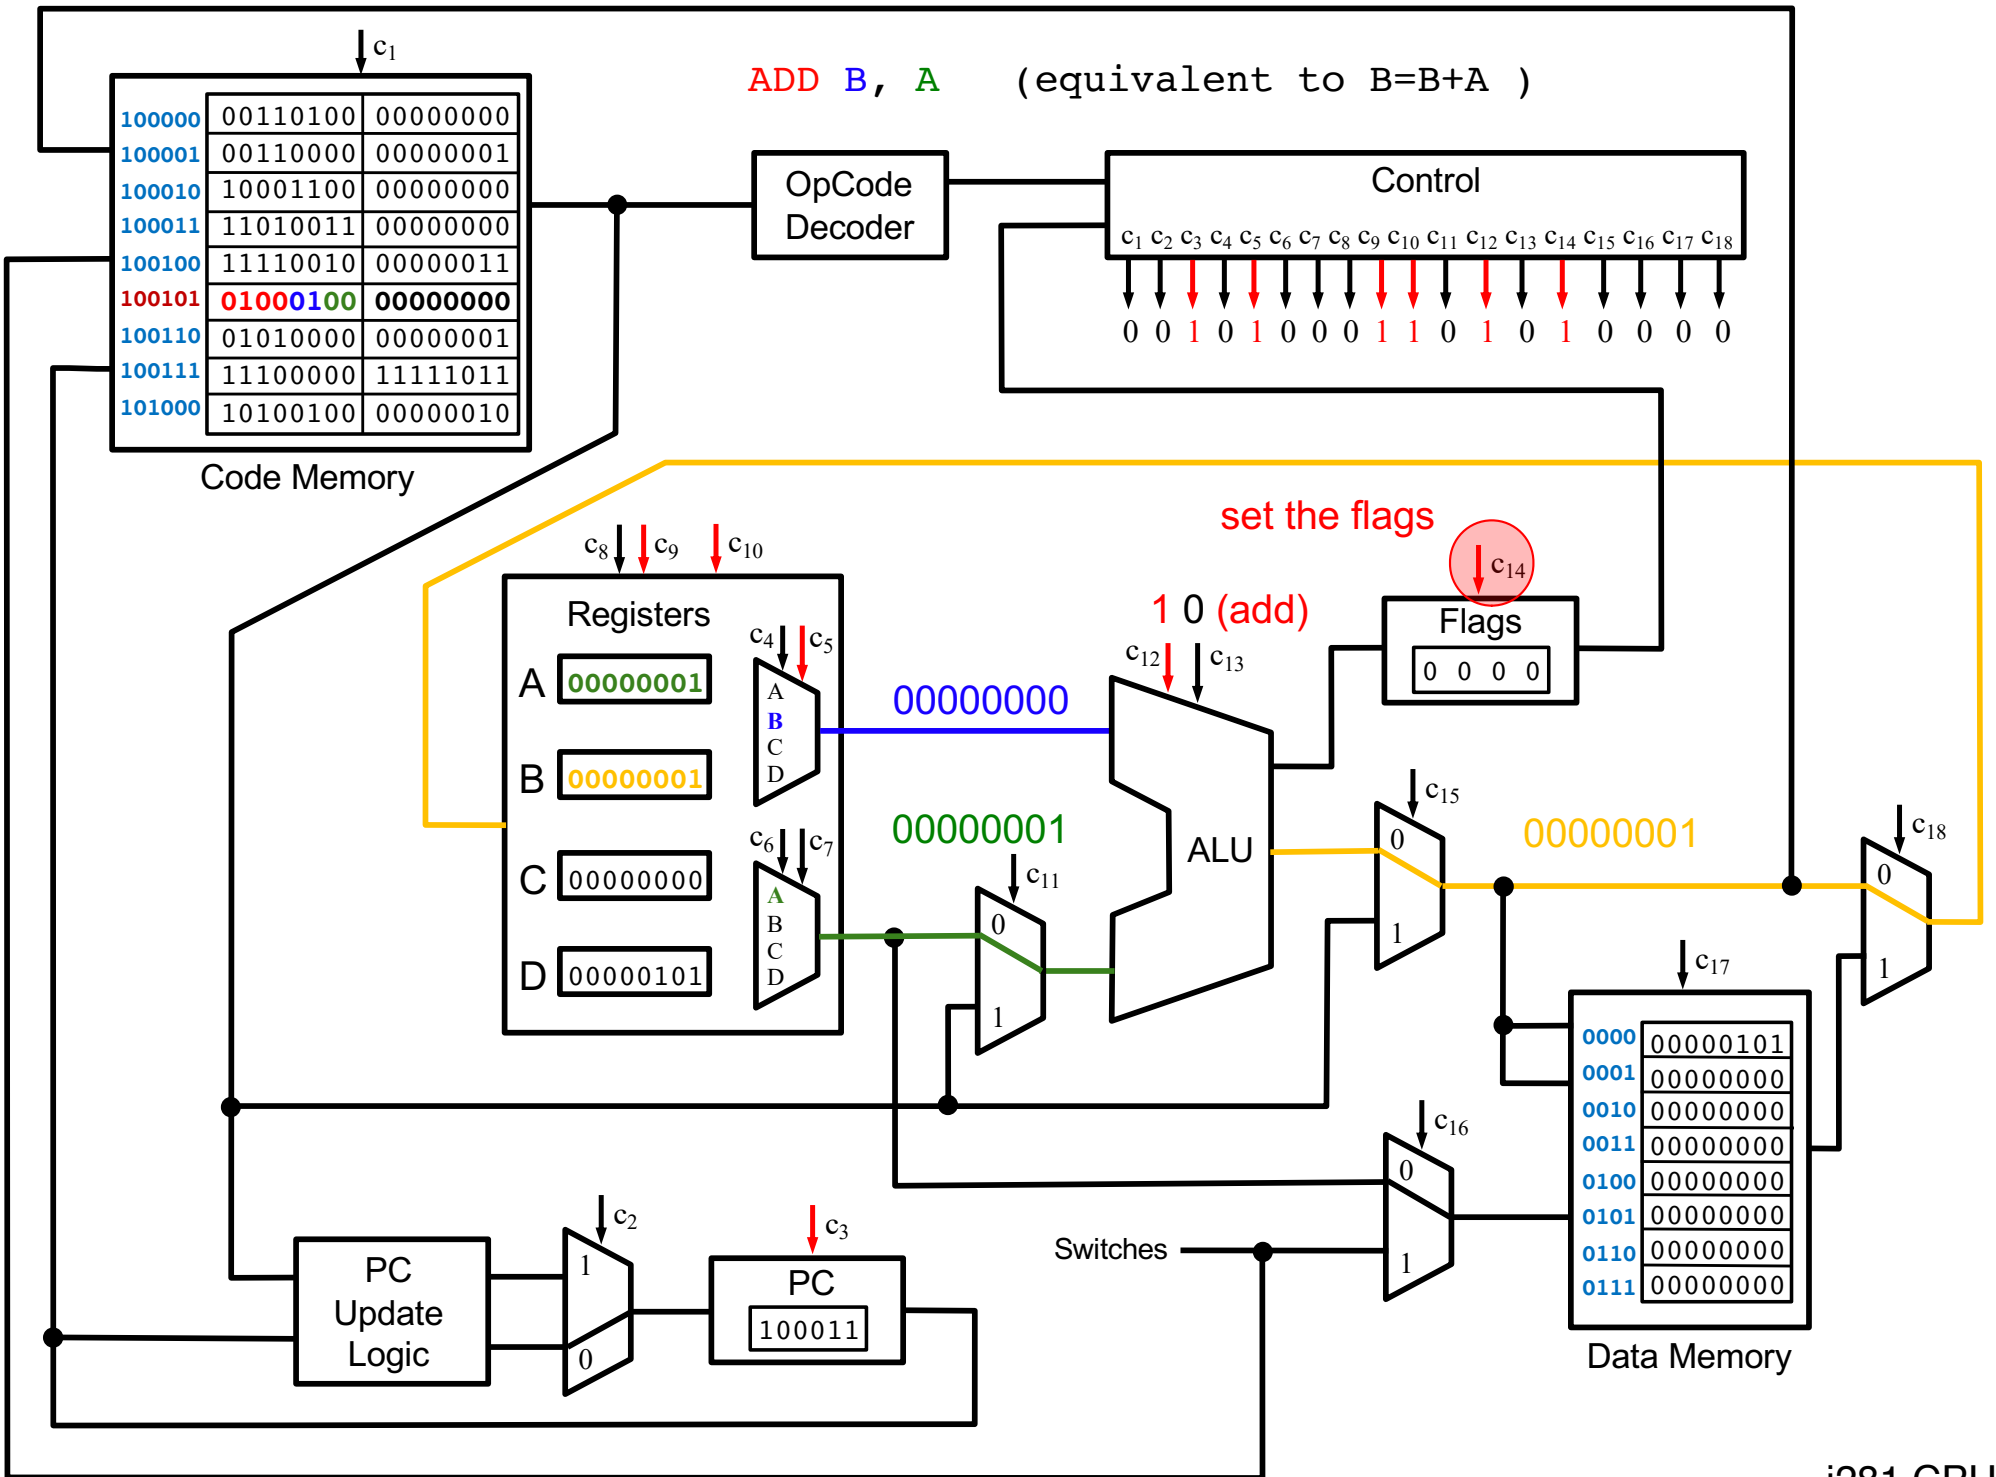 c1
ADD B, A (equivalent to B=B+A )
100000 00110100 00000000
100001 00110000 00000001
100010 10001100 00000000
100011 11010011 00000000
100100 11110010 00000011
100101 01000100 00000000
100110 01010000 00000001
100111 11100000 11111011
101000 10100100 00000010
Code Memory
OpCode
Decoder
Control
c1 c2 c3 c4 c5 c6 c7 c8 c9 c10 c11 c12 c13 c14 c15 c16 c17 c18
0 0 1 0 1 0 0 0 1 1 0 1 0 1 0 0 0 0
set the flags
c8 c9 c10
c14
Registers
Flags
0 0 0 0
1 0 (add)
c12 c13
c4 c5
A 00000001
B 00000001
C 00000000
D 00000101
A
B
C
D
c6 c7
A
B
C
D
00000000
00000001
c11
0
1
ALU
c15
0
1
00000001
c18
0
1
c17
0000 00000101
0001 00000000
0010 00000000
0011 00000000
0100 00000000
0101 00000000
0110 00000000
0111 00000000
Data Memory
c16
0
1
Switches
PC
Update
Logic
c2
1
0
c3
PC
100011
i281 CPU